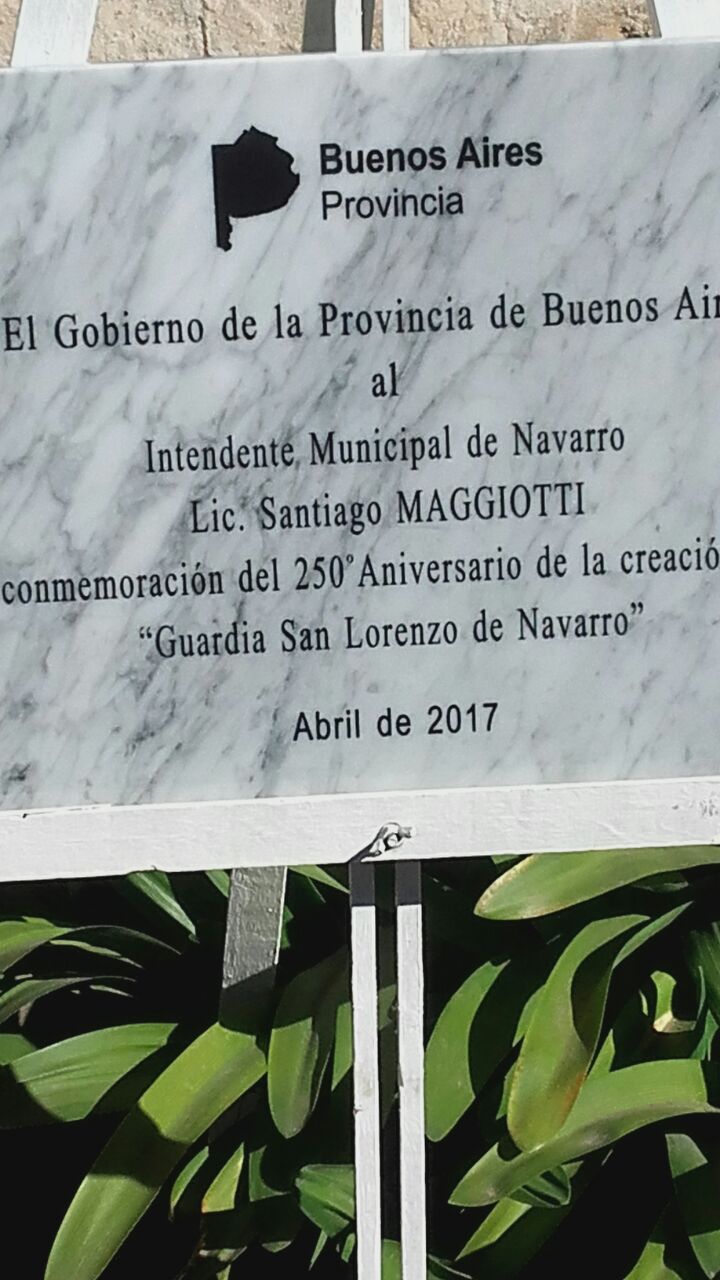 Buenos Aires
Provincia
El Gobierno de la Provincia de Buenos Air
al
Intendente Municipal de Navarro
Lic. Santiago MAGGIOTTI
conmemoración del 250° Aniversario de la creació
"Guardia San Lorenzo de Navarro"
Abril de 2017